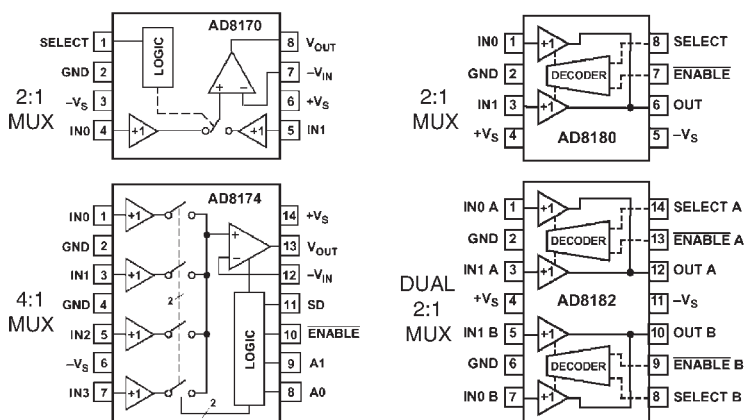 AD8170
SELECT 1
GND 2
–VS 3
IN0 4
LOGIC
+1
+1
+
–
8 VOUT
7 –VIN
6 +VS
5 IN1
2:1
MUX
AD8174
IN0 1
GND 2
IN1 3
GND 4
IN2 5
–VS 6
IN3 7
+1
+1
+1
+1
2
2
+
–
LOGIC
14 +VS
13 VOUT
12 –VIN
11 SD
10 ENABLE
9 A1
8 A0
4:1
MUX
IN0 1
GND 2
IN1 3
+VS 4
+1
+1
DECODER
AD8180
8 SELECT
7 ENABLE
6 OUT
5 –VS
2:1
MUX
IN0 A 1
GND 2
IN1 A 3
+VS 4
IN1 B 5
GND 6
IN0 B 7
+1
DECODER
+1
AD8182
+1
DECODER
+1
14 SELECT A
13 ENABLE A
12 OUT A
11 –VS
10 OUT B
9 ENABLE B
8 SELECT B
DUAL
2:1
MUX